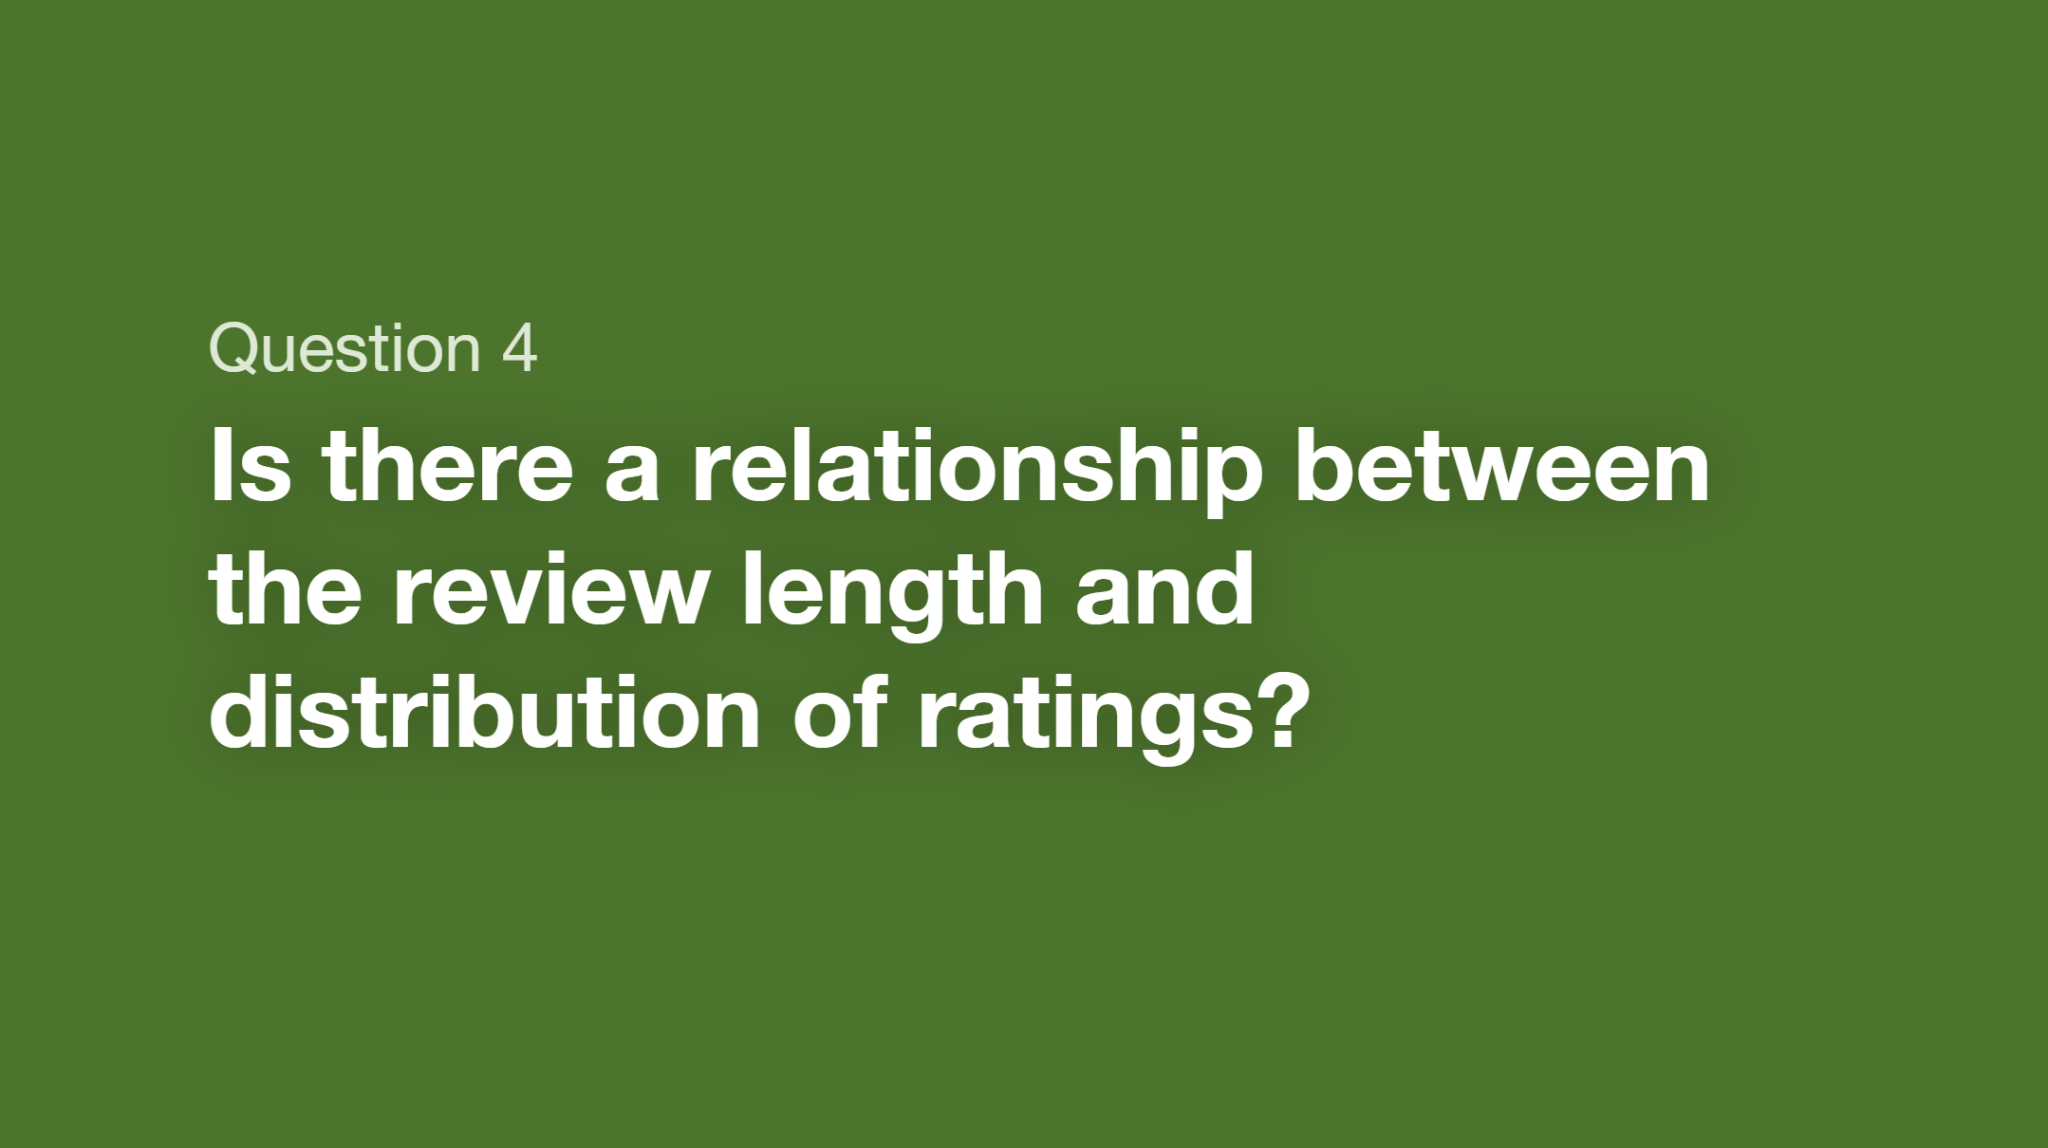 Question 4
Is there a relationship between
the review length and
distribution of ratings?